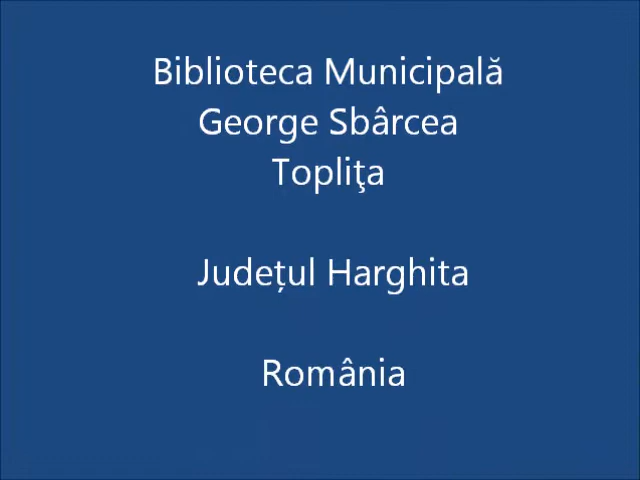 Biblioteca Municipală
George Sbârcea
Topliţa
Județul Harghita
România